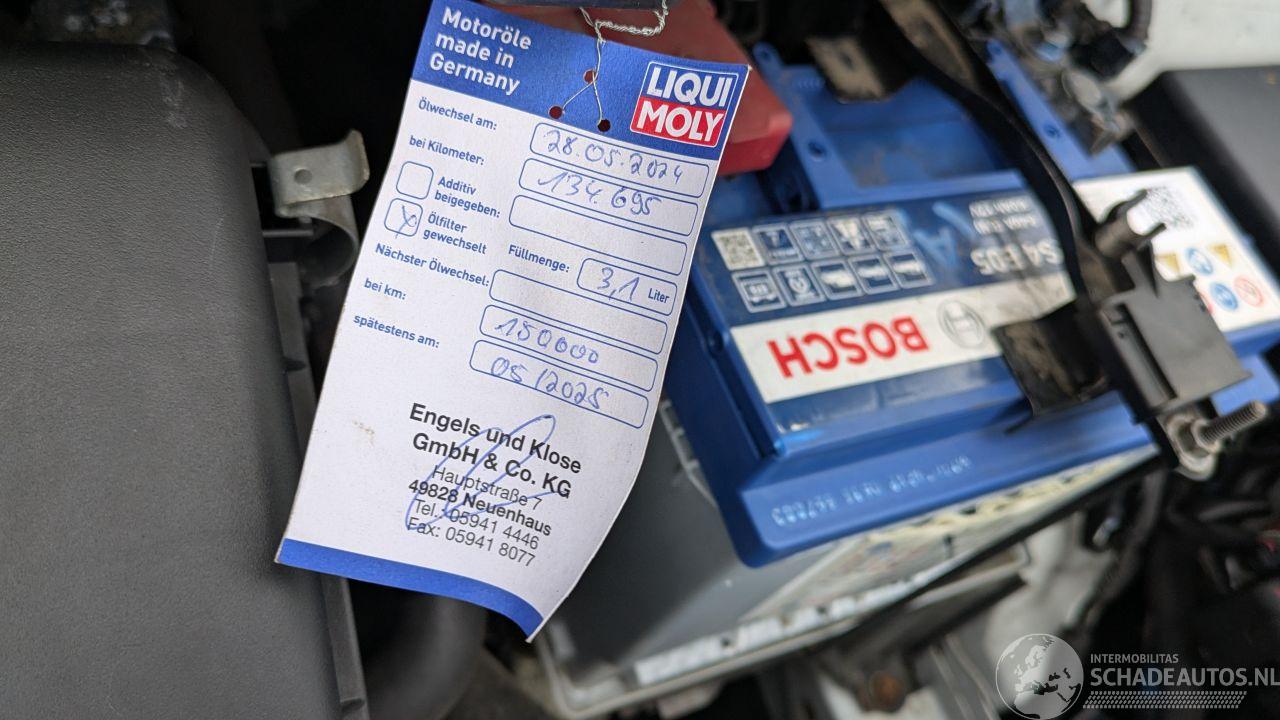 Motoröle
made in
Germany
LIQUI
MOLY
Ölwechsel am: 28.05.2024
bei Kilometer: 134.695
Additiv
beigegeben:
Ölfilter
gewechselt
Füllmenge: 3,1 Liter
Nächster Ölwechsel:
bei km: 150000
spätestens am: 05/2025
Engels und Klose
GmbH & Co. KG
Hauptstraße 7
49828 Neuenhaus
Tel.: 05941 4446
Fax: 05941 8077
BOSCH
S4 E05
INTERMOBILITAS
SCHADEAUTOS.NL